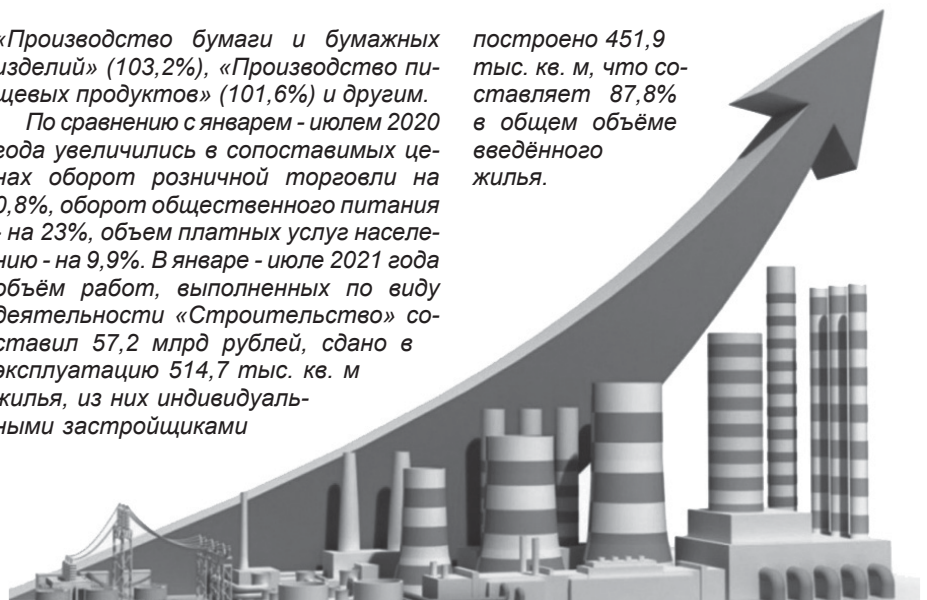 «Производство бумаги и бумажных
изделий» (103,2%), «Производство пи-
щевых продуктов» (101,6%) и другим.
По сравнению с январем - июлем 2020
года увеличились в сопоставимых це-
нах оборот розничной торговли на
0,8%, оборот общественного питания
- на 23%, объем платных услуг населе-
нию - на 9,9%. В январе - июле 2021 года
объём работ, выполненных по виду
деятельности «Строительство» со-
ставил 57,2 млрд рублей, сдано в
эксплуатацию 514,7 тыс. кв. м
жилья, из них индивидуаль-
ными застройщиками
построено 451,9
тыс. кв. м, что со-
ставляет 87,8%
в общем объёме
введённого
жилья.